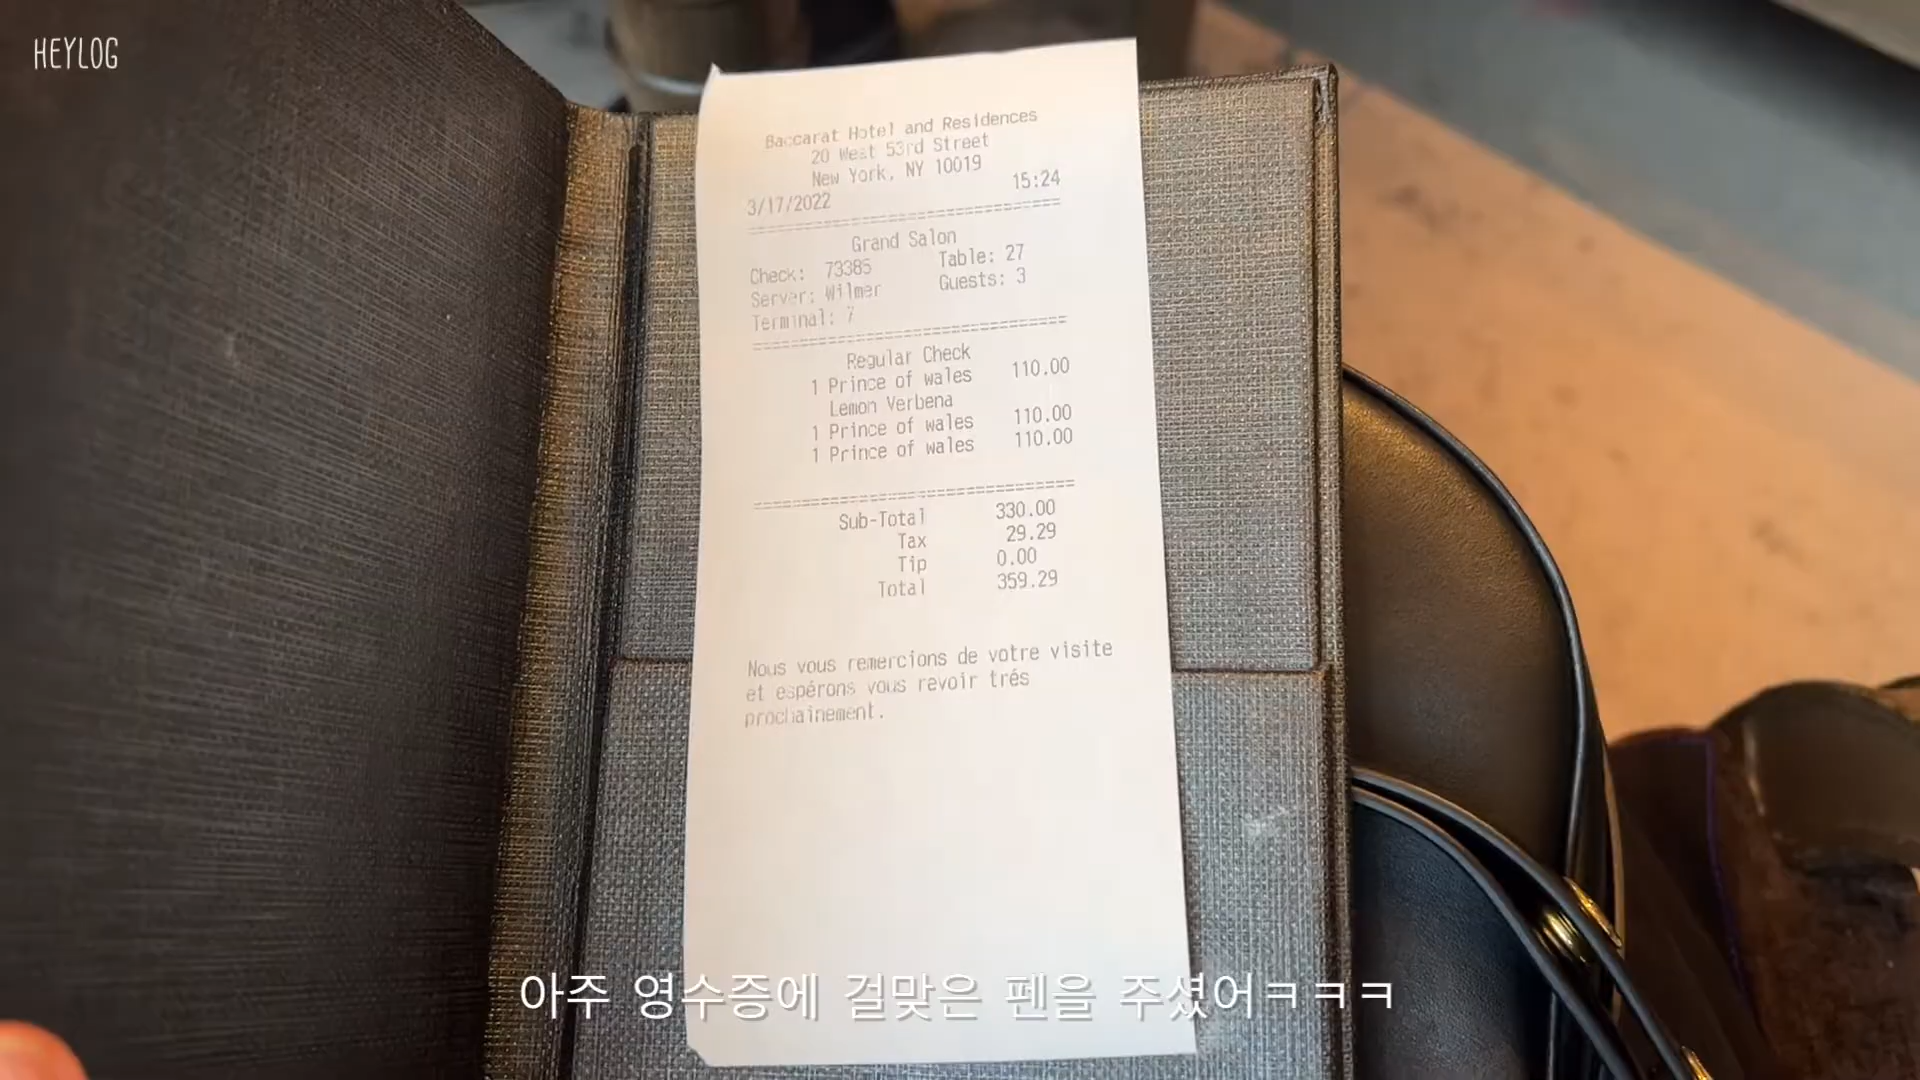 HEYLOG
Baccarat Hotel and Residences
20 West 53rd Street
New York, NY 10019
3/17/2022 15:24
Grand Salon
Check: 73385 Table: 27
Server: Wilmer Guests: 3
Terminal: 7
Regular Check
1 Prince of wales 110.00
Lemon Verbena
1 Prince of wales 110.00
1 Prince of wales 110.00
Sub-Total 330.00
Tax 29.29
Tip 0.00
Total 359.29
Nous vous remercions de votre visite
et espérons vous revoir trés
prochainement.
아주 영수증에 걸맞은 펜을 주셨어ㅋㅋㅋ